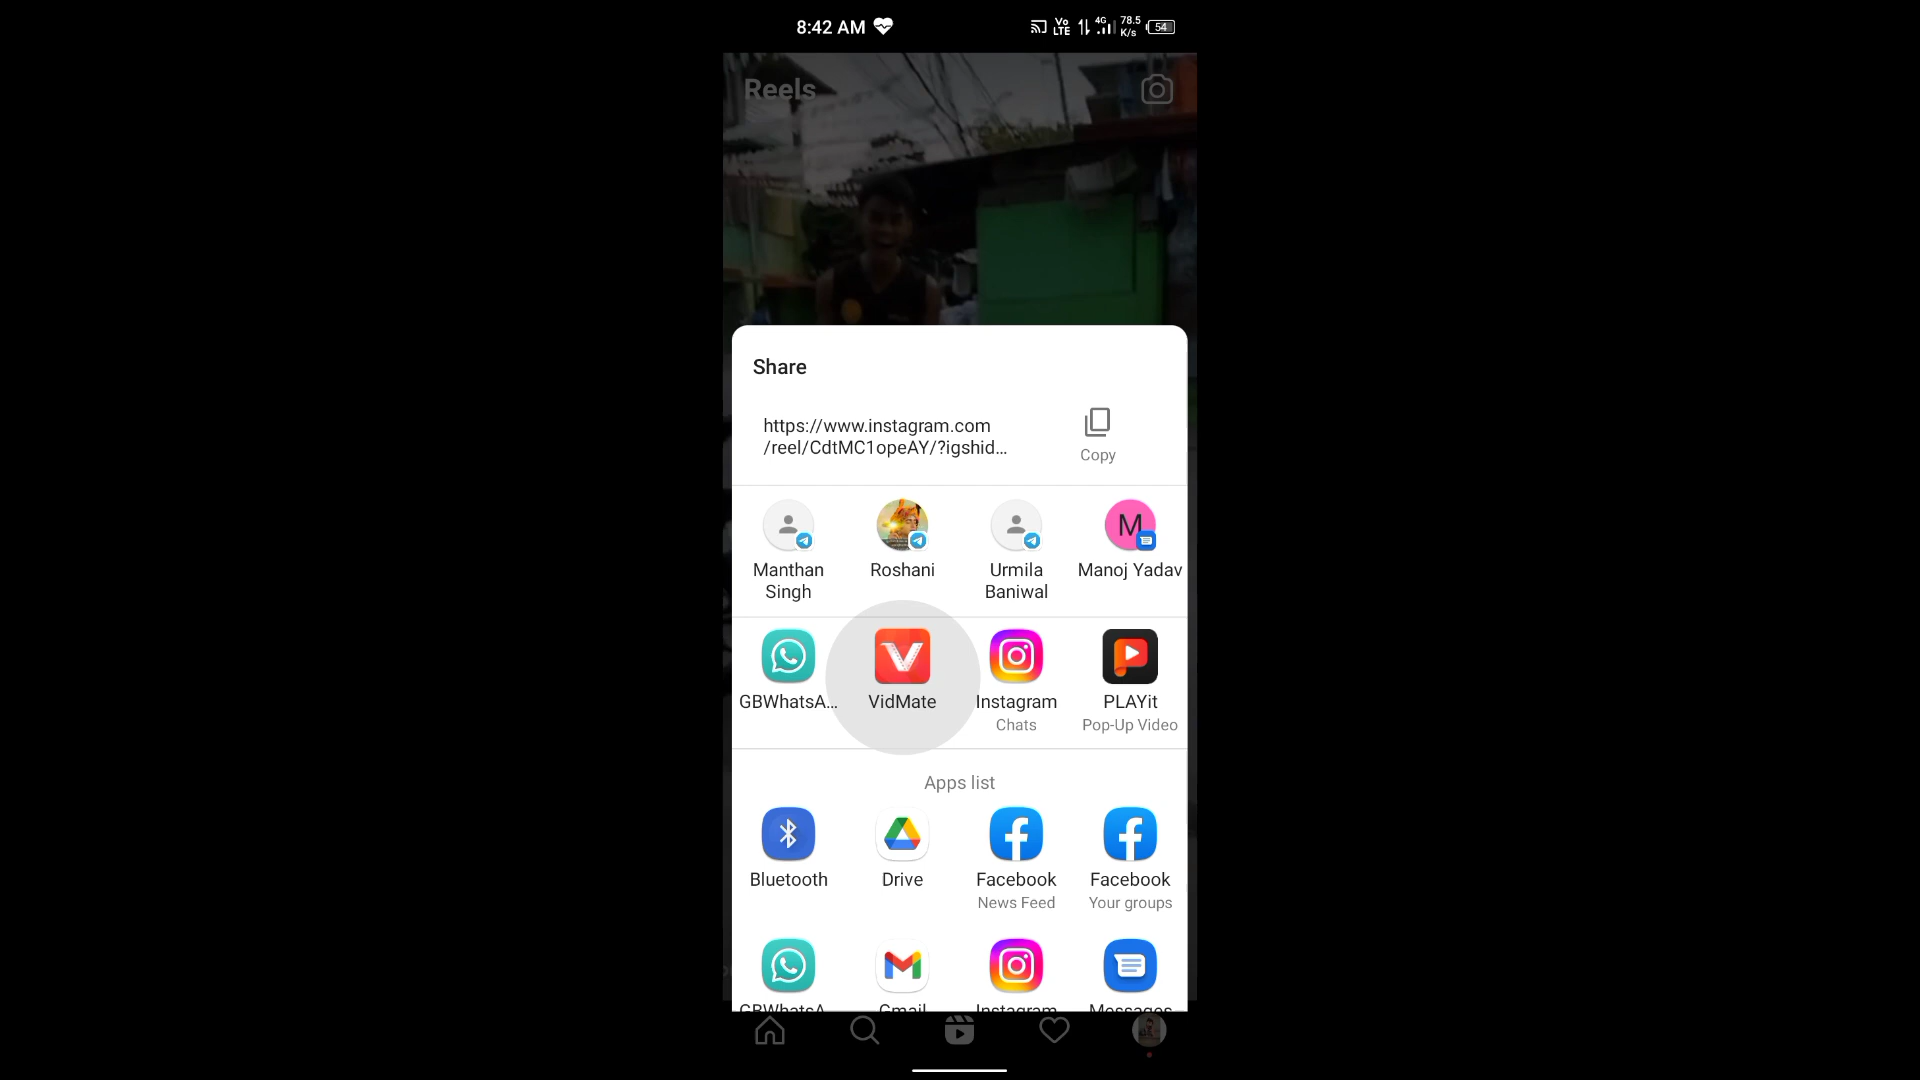 8:42 AM
Vo
LTE
4G
78.5
K/s
54
Reels
Share
https://www.instagram.com
/reel/CdtMC1opeAY/?igshid...
Copy
Manthan
Singh
Roshani
Urmila
Baniwal
M
Manoj Yadav
GBWhatsA...
VidMate
Instagram
Chats
PLAYit
Pop-Up Video
Apps list
Bluetooth
Drive
Facebook
News Feed
Facebook
Your groups
GBWhatsA
Gmail
Instagram
Messages